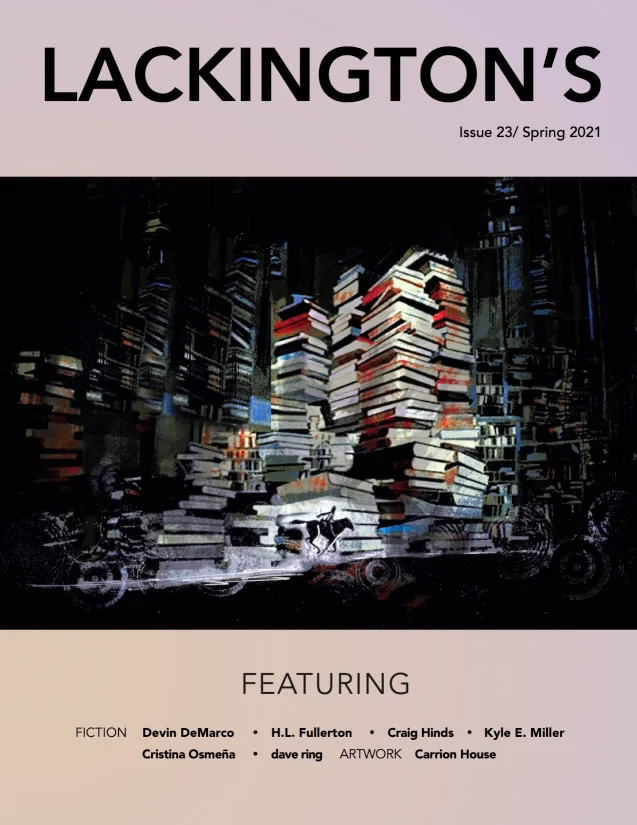 LACKINGTON’S
Issue 23/ Spring 2021
FEATURING
FICTION Devin DeMarco • H.L. Fullerton • Craig Hinds • Kyle E. Miller
Cristina Osmeña • dave ring ARTWORK Carrion House